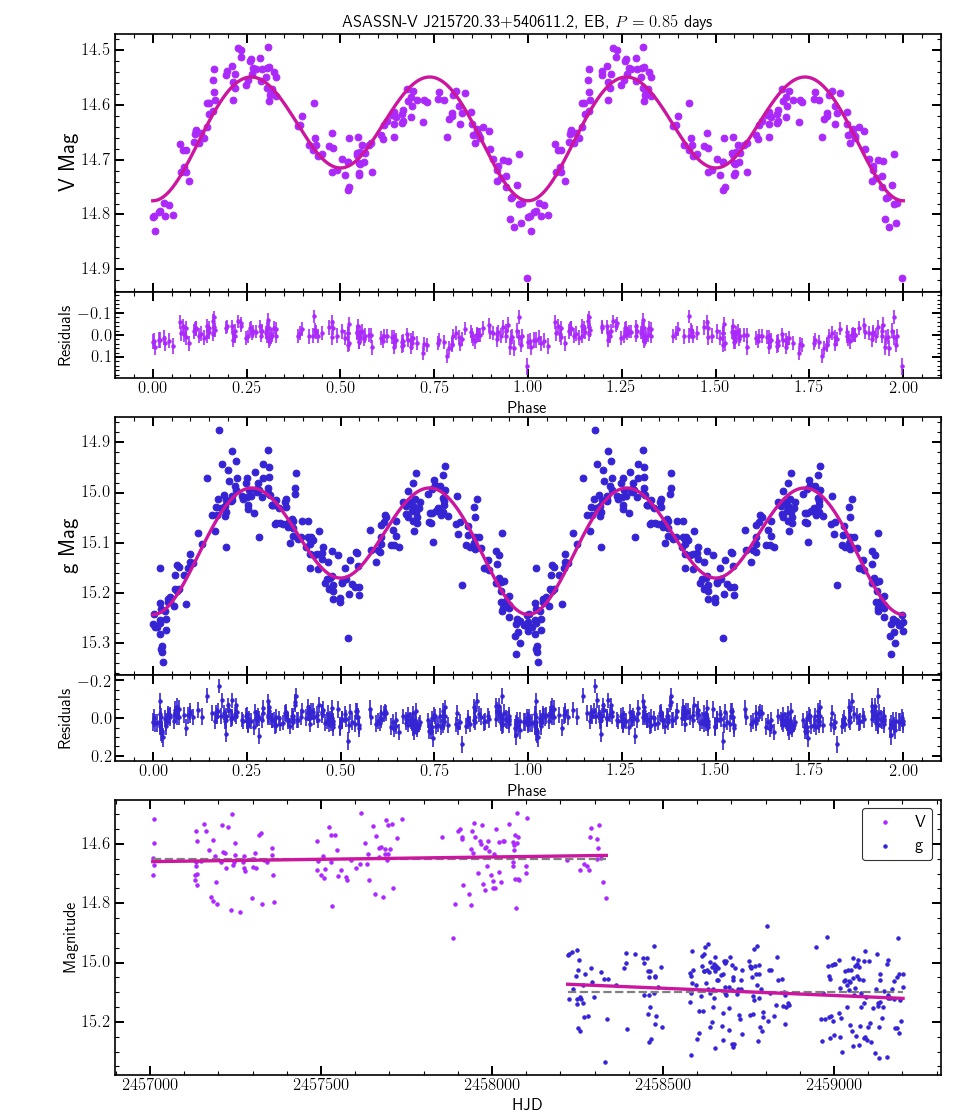 ASASSN-V J215720.33+540611.2, EB, P = 0.85 days
14.5
14.6
14.7
14.8
14.9
V Mag
−0.1
0.0
0.1
Residuals
0.00 0.25 0.50 0.75 1.00 1.25 1.50 1.75 2.00
Phase
14.9
15.0
15.1
15.2
15.3
g Mag
−0.2
0.0
0.2
Residuals
0.00 0.25 0.50 0.75 1.00 1.25 1.50 1.75 2.00
Phase
V
g
14.6
14.8
15.0
15.2
Magnitude
2457000 2457500 2458000 2458500 2459000
HJD